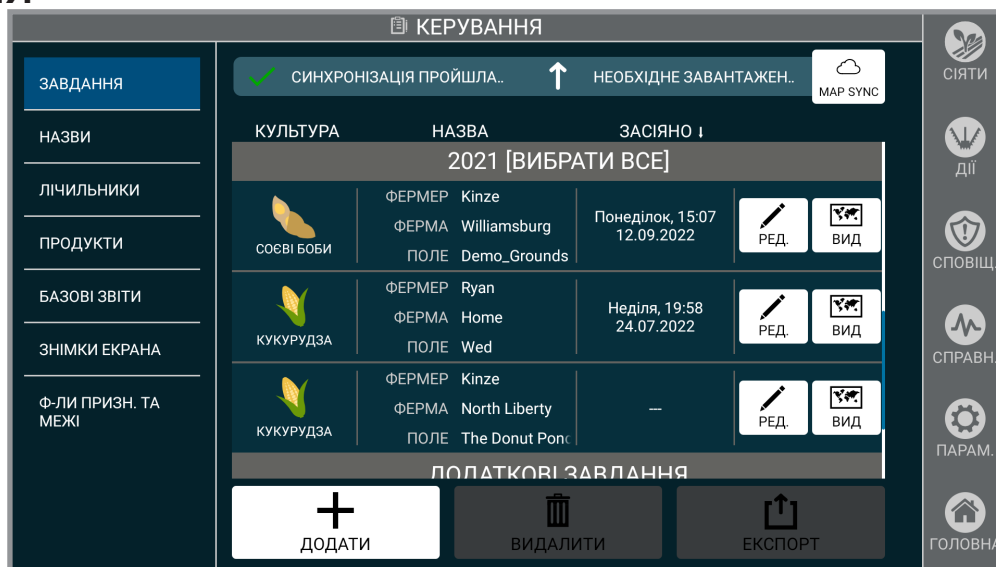 КЕРУВАННЯ
ЗАВДАННЯ
НАЗВИ
ЛІЧИЛЬНИКИ
ПРОДУКТИ
БАЗОВІ ЗВІТИ
ЗНІМКИ ЕКРАНА
Ф-ЛИ ПРИЗН. ТА
МЕЖІ
СИНХРОНІЗАЦІЯ ПРОЙШЛА.. НЕОБХІДНЕ ЗАВАНТАЖЕН.. MAP SYNC
КУЛЬТУРА НАЗВА ЗАСІЯНО
2021 [ВИБРАТИ ВСЕ]
СОЄВІ БОБИ
ФЕРМЕР Kinze
ФЕРМА Williamsburg
ПОЛЕ Demo_Grounds
Понеділок, 15:07
12.09.2022
РЕД. ВИД
КУКУРУДЗА
ФЕРМЕР Ryan
ФЕРМА Home
ПОЛЕ Wed
Неділя, 19:58
24.07.2022
РЕД. ВИД
КУКУРУДЗА
ФЕРМЕР Kinze
ФЕРМА North Liberty
ПОЛЕ The Donut Pond
---
РЕД. ВИД
ДОДАТКОВІ ЗАВДАННЯ
ДОДАТИ ВИДАЛИТИ ЕКСПОРТ
СІЯТИ
ДІЇ
СПОВІЩ.
СПРАВН.
ПАРАМ.
ГОЛОВНА